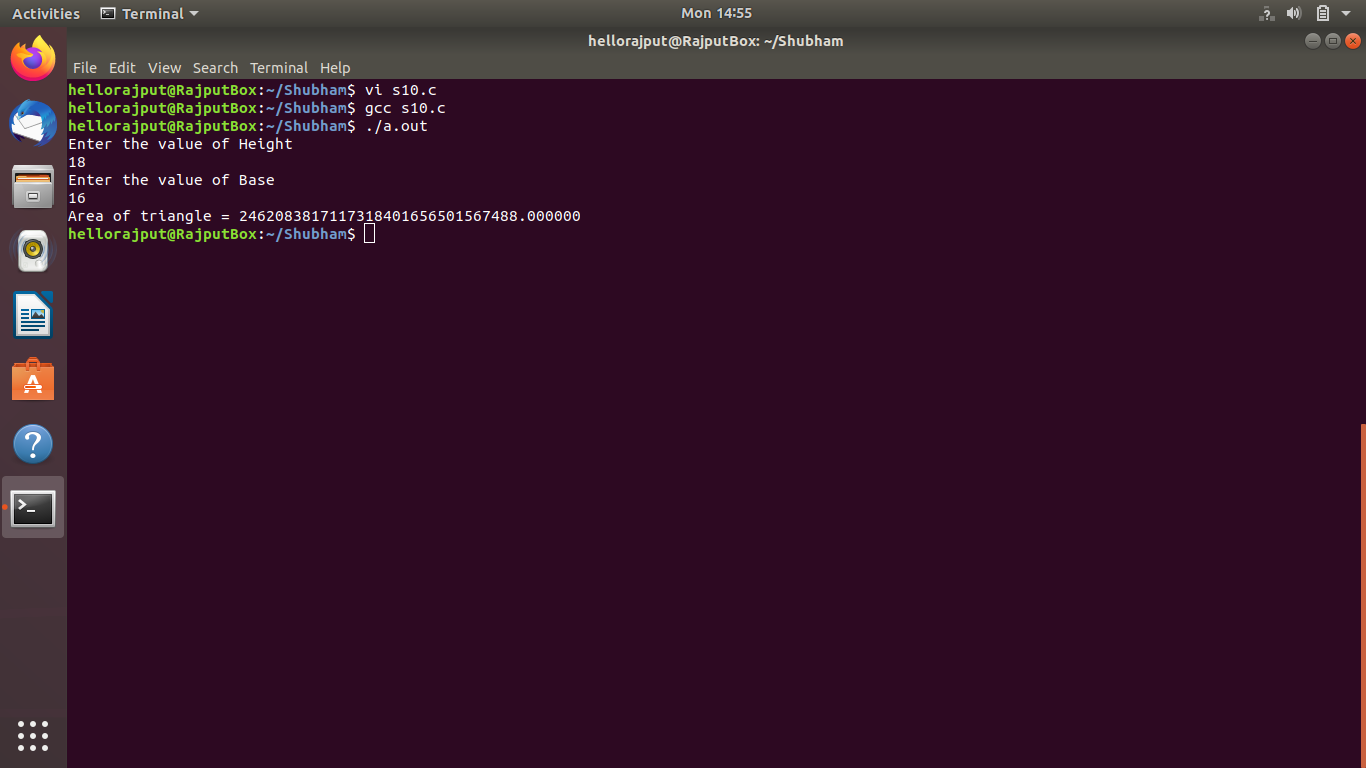 Activities Terminal Mon 14:55
hellorajput@RajputBox: ~/Shubham
File Edit View Search Terminal Help
hellorajput@RajputBox:~/Shubham$ vi s10.c
hellorajput@RajputBox:~/Shubham$ gcc s10.c
hellorajput@RajputBox:~/Shubham$ ./a.out
Enter the value of Height
18
Enter the value of Base
16
Area of triangle = 24620838171173184016565015674​88.000000
hellorajput@RajputBox:~/Shubham$